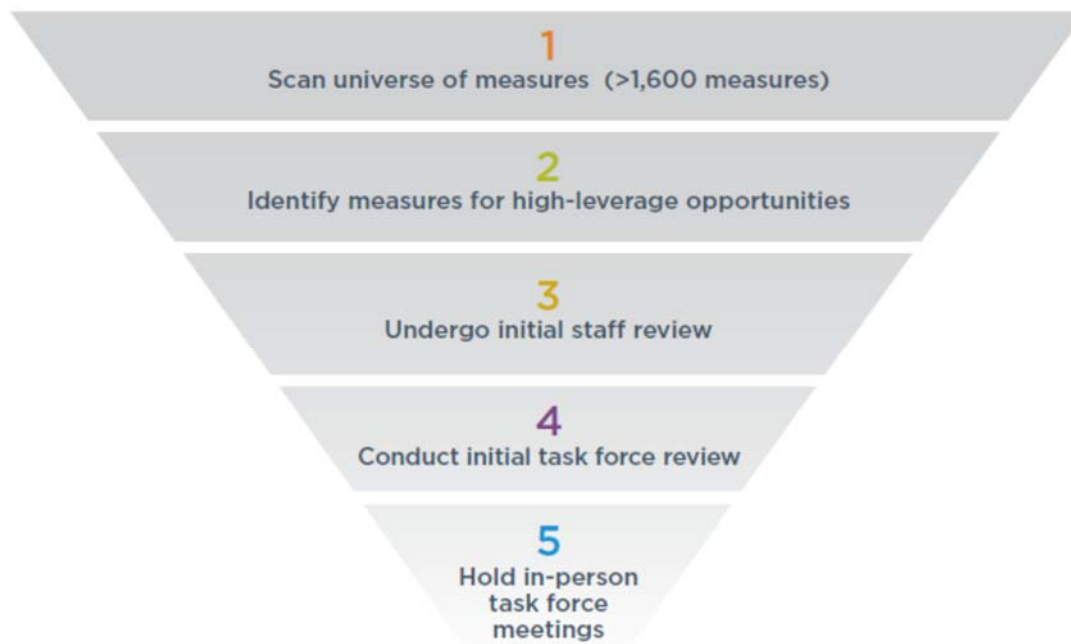 1
Scan universe of measures (>1,600 measures)
2
Identify measures for high-leverage opportunities
3
Undergo initial staff review
4
Conduct initial task force review
5
Hold in-person
task force
meetings